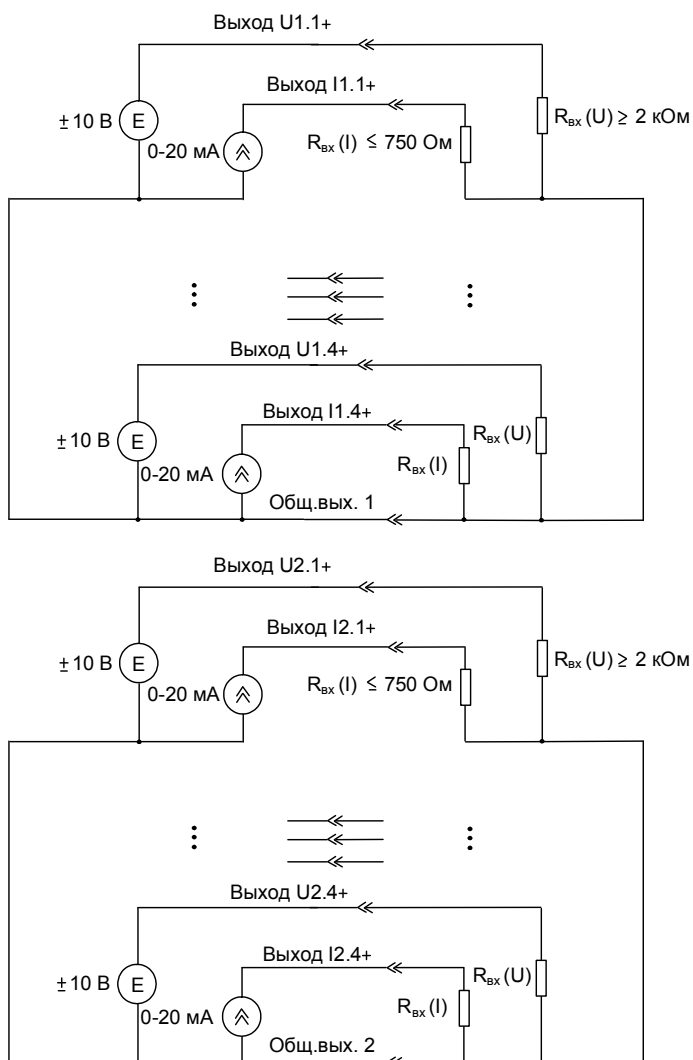 Выход U1.1+
Выход I1.1+
± 10 В
E
0-20 мА
Rвх (I) ≤ 750 Ом
Rвх (U) ≥ 2 кОм
Выход U1.4+
Выход I1.4+
± 10 В
E
0-20 мА
Rвх (I)
Rвх (U)
Общ.вых. 1
Выход U2.1+
Выход I2.1+
± 10 В
E
0-20 мА
Rвх (I) ≤ 750 Ом
Rвх (U) ≥ 2 кОм
Выход U2.4+
Выход I2.4+
± 10 В
E
0-20 мА
Rвх (I)
Rвх (U)
Общ.вых. 2